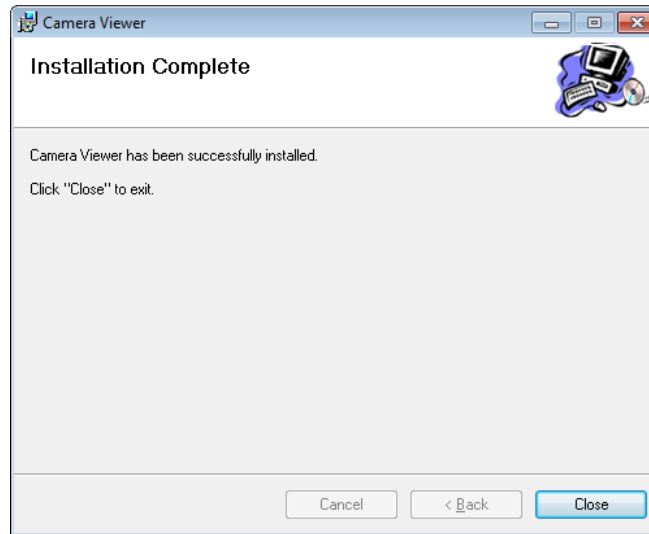 Camera Viewer
Installation Complete
Camera Viewer has been successfully installed.
Click "Close" to exit.
Cancel
< Back
Close